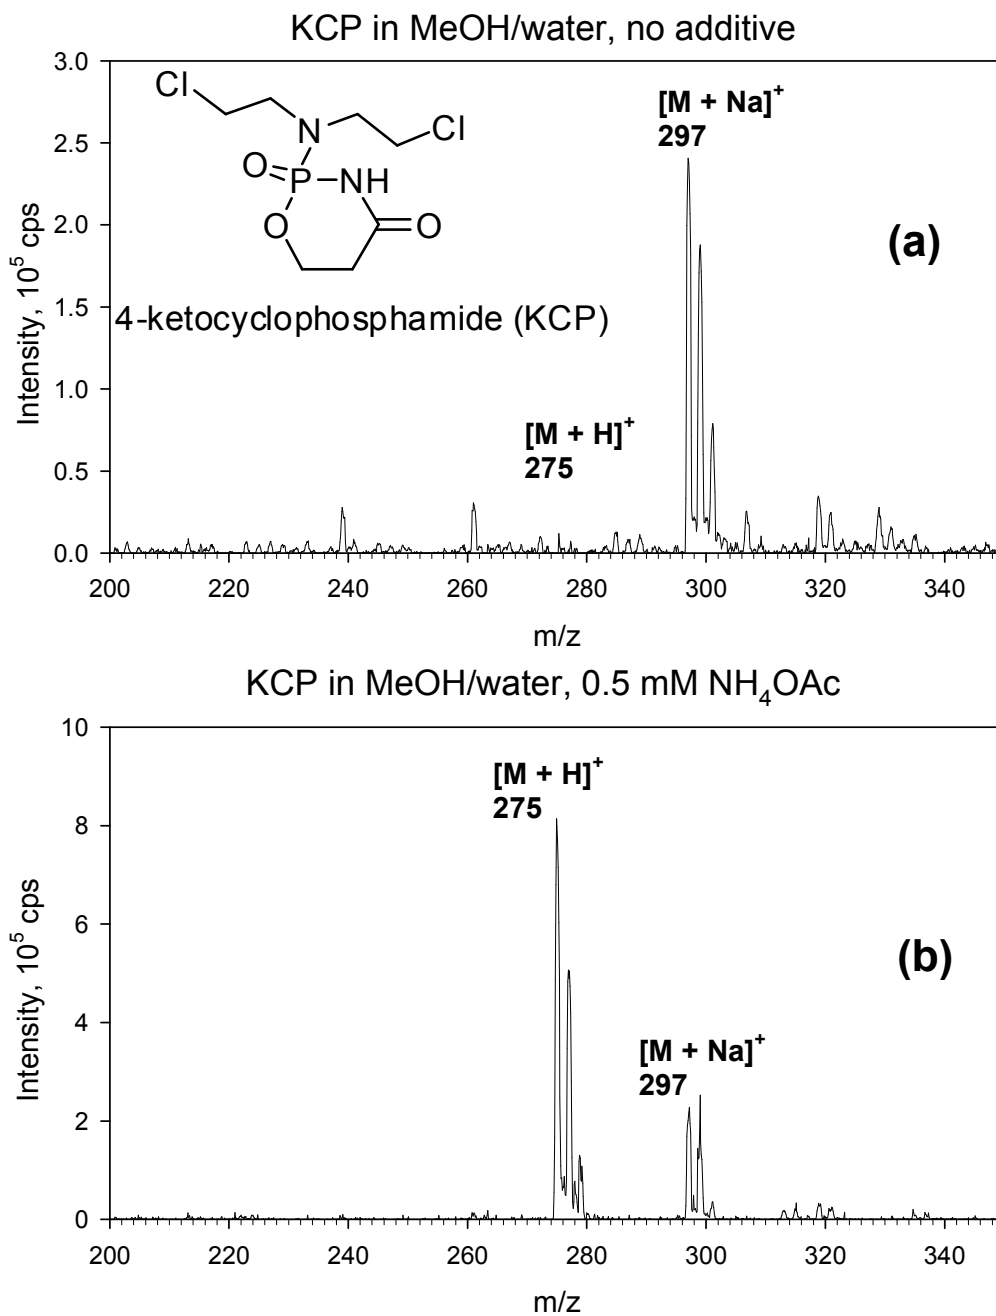 KCP in MeOH/water, no additive
3.0
2.5
2.0
1.5
1.0
0.5
0.0
Intensity, 10⁵ cps
Cl
N
Cl
O
P
NH
O
O
4-ketocyclophosphamide (KCP)
[M + Na]⁺
297
(a)
[M + H]⁺
275
200 220 240 260 280 300 320 340
m/z
KCP in MeOH/water, 0.5 mM NH₄OAc
10
8
6
4
2
0
Intensity, 10⁵ cps
[M + H]⁺
275
(b)
[M + Na]⁺
297
200 220 240 260 280 300 320 340
m/z